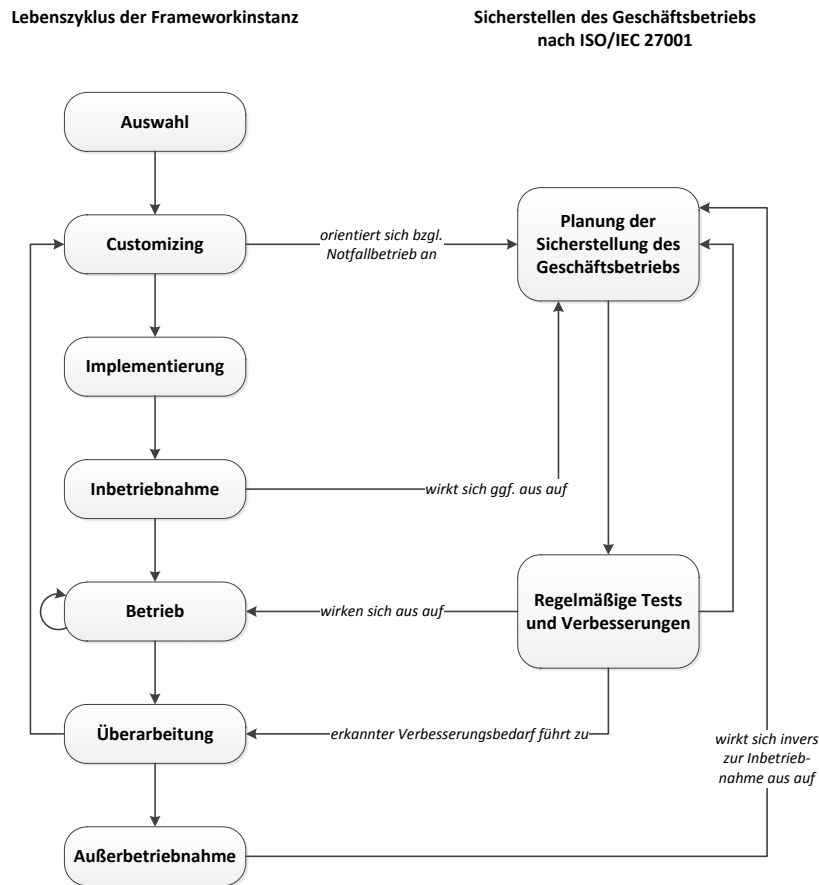 Lebenszyklus der Frameworkinstanz
Sicherstellen des Geschäftsbetriebs
nach ISO/IEC 27001
Auswahl
Customizing
orientiert sich bzgl.
Notfallbetrieb an
Planung der
Sicherstellung des
Geschäftsbetriebs
Implementierung
Inbetriebnahme
wirkt sich ggf. aus auf
Betrieb
wirken sich aus auf
Regelmäßige Tests
und Verbesserungen
Überarbeitung
erkannter Verbesserungsbedarf führt zu
wirkt sich invers
zur Inbetrieb-
nahme aus auf
Außerbetriebnahme